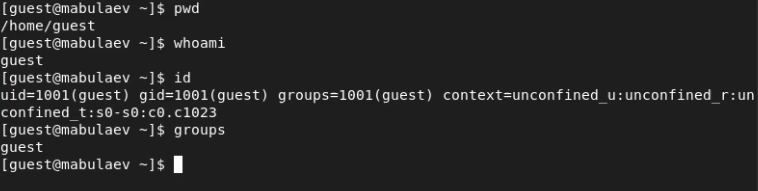 [guest@mabulaev ~]$ pwd
/home/guest
[guest@mabulaev ~]$ whoami
guest
[guest@mabulaev ~]$ id
uid=1001(guest) gid=1001(guest) groups=1001(guest) context=unconfined_u:unconfined_r:un
confined_t:s0-s0:c0.c1023
[guest@mabulaev ~]$ groups
guest
[guest@mabulaev ~]$